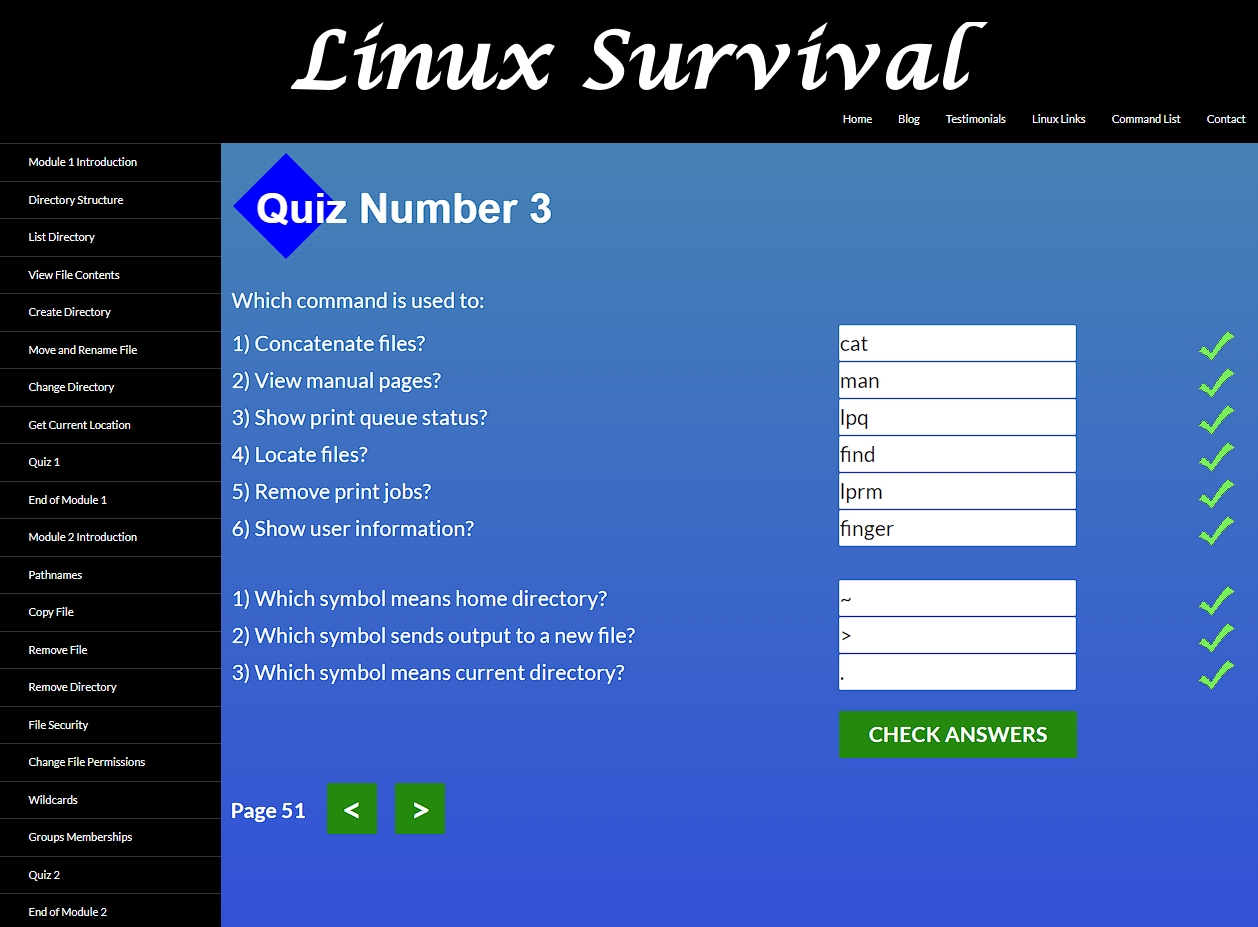 Linux Survival
Home Blog Testimonials Linux Links Command List Contact
Module 1 Introduction
Directory Structure
List Directory
View File Contents
Create Directory
Move and Rename File
Change Directory
Get Current Location
Quiz 1
End of Module 1
Module 2 Introduction
Pathnames
Copy File
Remove File
Remove Directory
File Security
Change File Permissions
Wildcards
Groups Memberships
Quiz 2
End of Module 2
Quiz Number 3
Which command is used to:
1) Concatenate files? cat
2) View manual pages? man
3) Show print queue status? lpq
4) Locate files? find
5) Remove print jobs? lprm
6) Show user information? finger
1) Which symbol means home directory? ~
2) Which symbol sends output to a new file? >
3) Which symbol means current directory? .
CHECK ANSWERS
Page 51 < >